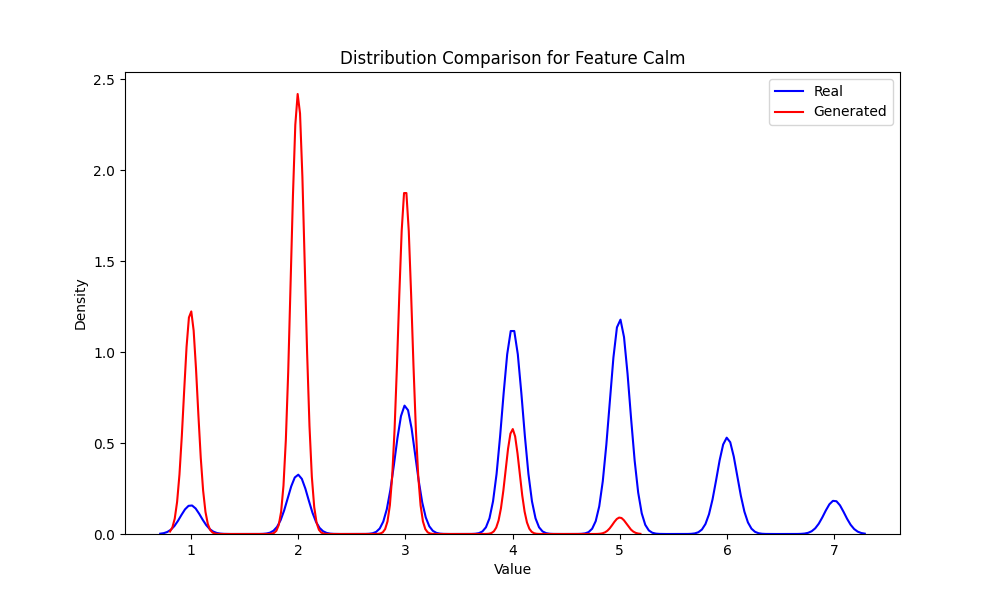 Distribution Comparison for Feature Calm
Real
Generated
2.5
2.0
1.5
1.0
0.5
0.0
Density
1 2 3 4 5 6 7
Value